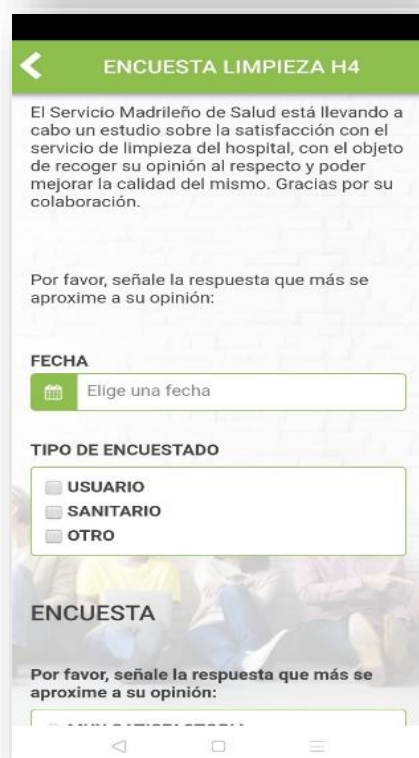 ENCUESTA LIMPIEZA H4
El Servicio Madrileño de Salud está llevando a
cabo un estudio sobre la satisfacción con el
servicio de limpieza del hospital, con el objeto
de recoger su opinión al respecto y poder
mejorar la calidad del mismo. Gracias por su
colaboración.
Por favor, señale la respuesta que más se
aproxime a su opinión:
FECHA
Elige una fecha
TIPO DE ENCUESTADO
USUARIO
SANITARIO
OTRO
ENCUESTA
Por favor, señale la respuesta que más se
aproxime a su opinión: